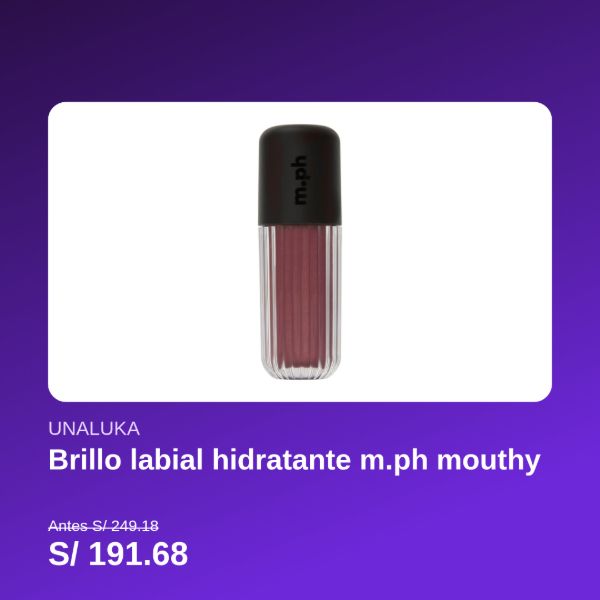 m.ph
UNALUKA
Brillo labial hidratante m.ph mouthy
Antes S/ 249.18
S/ 191.68